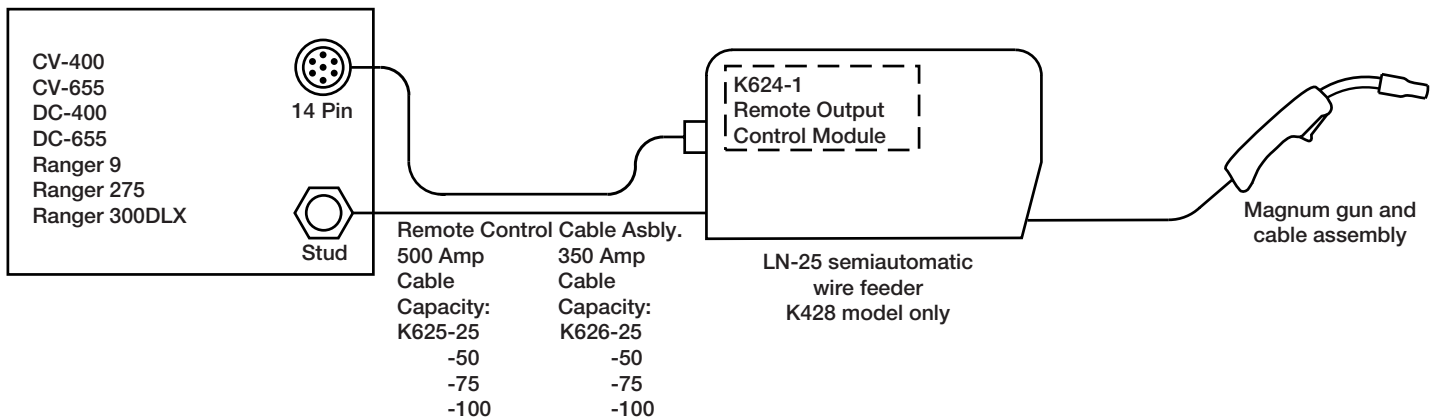 CV-400
CV-655
DC-400
DC-655
Ranger 9
Ranger 275
Ranger 300DLX
14 Pin
Stud
Remote Control Cable Asbly.
500 Amp
Cable
Capacity:
K625-25
-50
-75
-100
350 Amp
Cable
Capacity:
K626-25
-50
-75
-100
K624-1
Remote Output
Control Module
LN-25 semiautomatic
wire feeder
K428 model only
Magnum gun and
cable assembly